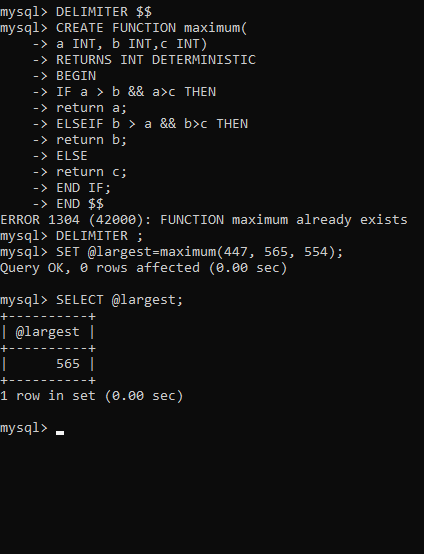 mysql> DELIMITER $$
mysql> CREATE FUNCTION maximum(
    -> a INT, b INT,c INT)
    -> RETURNS INT DETERMINISTIC
    -> BEGIN
    -> IF a > b && a>c THEN
    -> return a;
    -> ELSEIF b > a && b>c THEN
    -> return b;
    -> ELSE
    -> return c;
    -> END IF;
    -> END $$
ERROR 1304 (42000): FUNCTION maximum already exists
mysql> DELIMITER ;
mysql> SET @largest=maximum(447, 565, 554);
Query OK, 0 rows affected (0.00 sec)

mysql> SELECT @largest;
+----------+
| @largest |
+----------+
|      565 |
+----------+
1 row in set (0.00 sec)

mysql> _